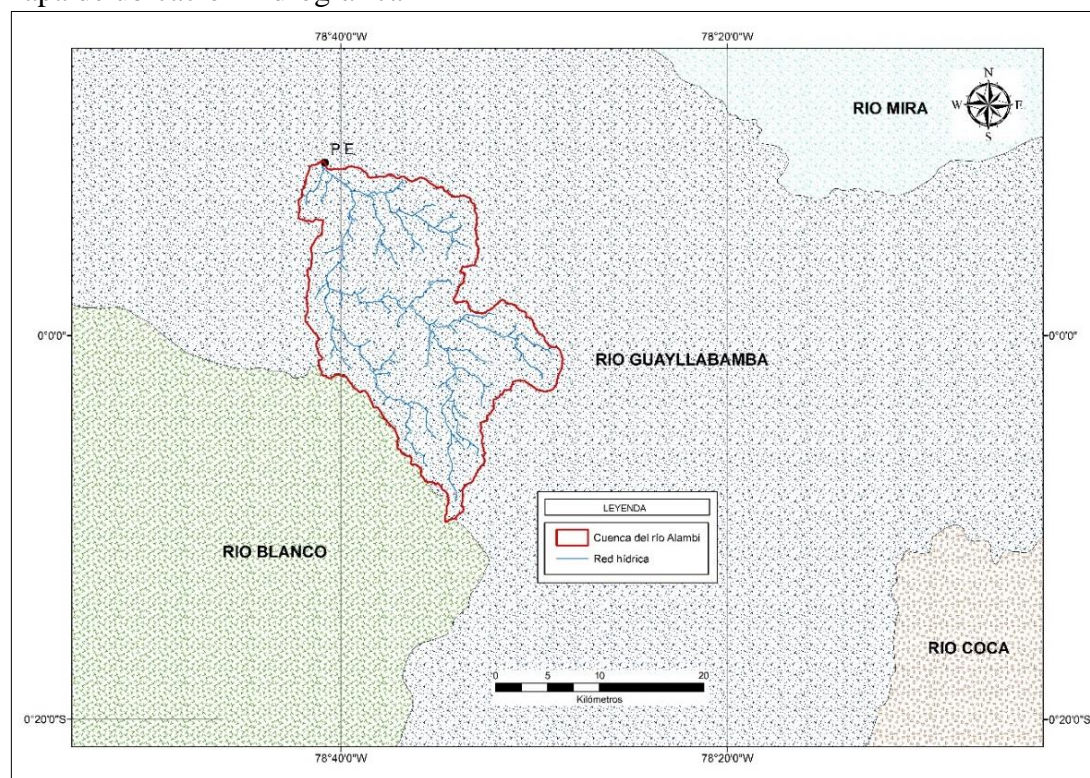 78°40'0"
78°20'0"
N
W
E
S
RIO MIRA
P.E.
0°0'0"
0°0'0"
RIO GUAYLLABAMBA
LEYENDA
Cuenca del río Alambi
Red hídrica
RIO BLANCO
RIO COCA
0
5
10
20
Kilómetros
0°20'0"S
0°20'0"S
78°40'0"
78°20'0"